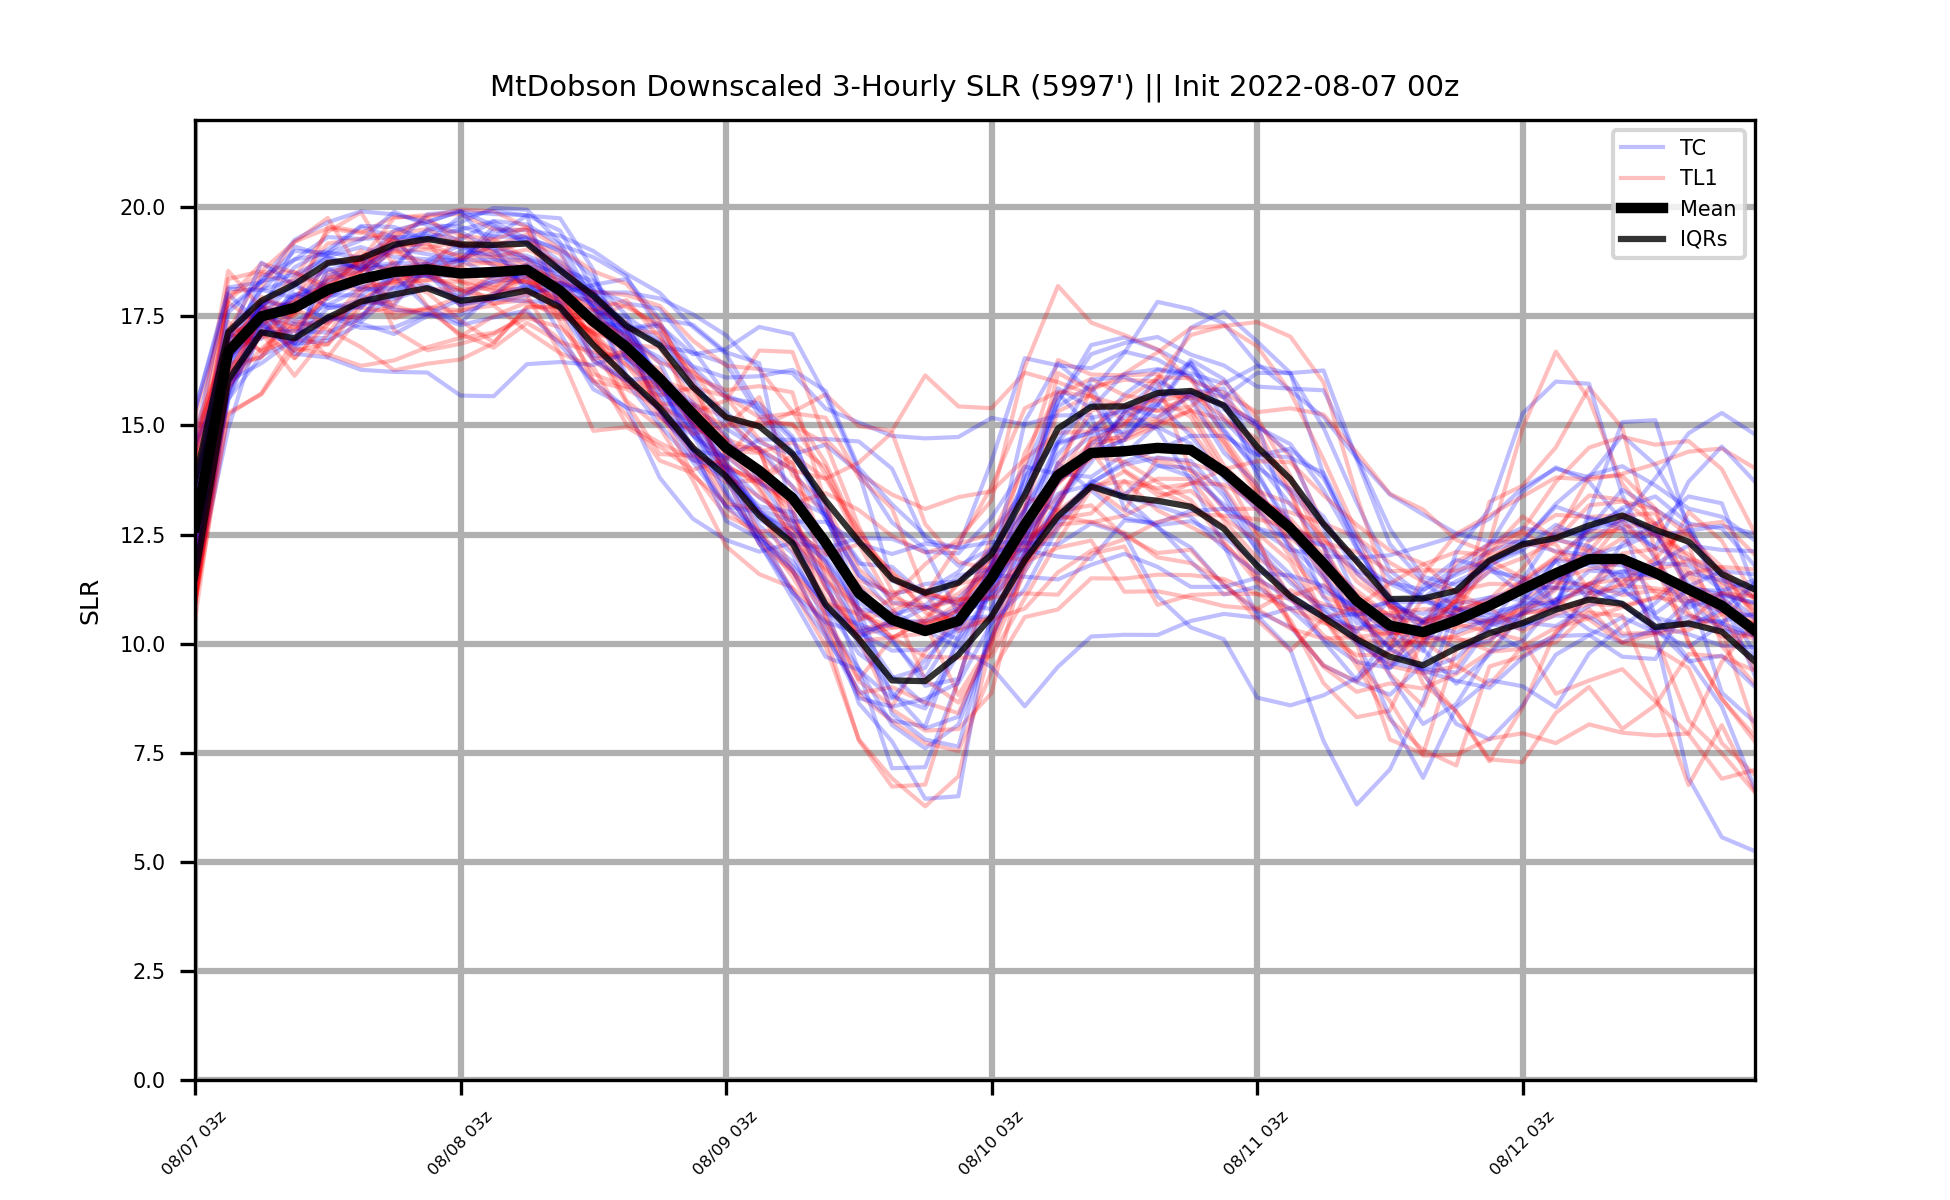 MtDobson Downscaled 3-Hourly SLR (5997') || Init 2022-08-07 00z
TC
TL1
Mean
IQRs
SLR
20.0
17.5
15.0
12.5
10.0
7.5
5.0
2.5
0.0
08/07 03z
08/08 03z
08/09 03z
08/10 03z
08/11 03z
08/12 03z